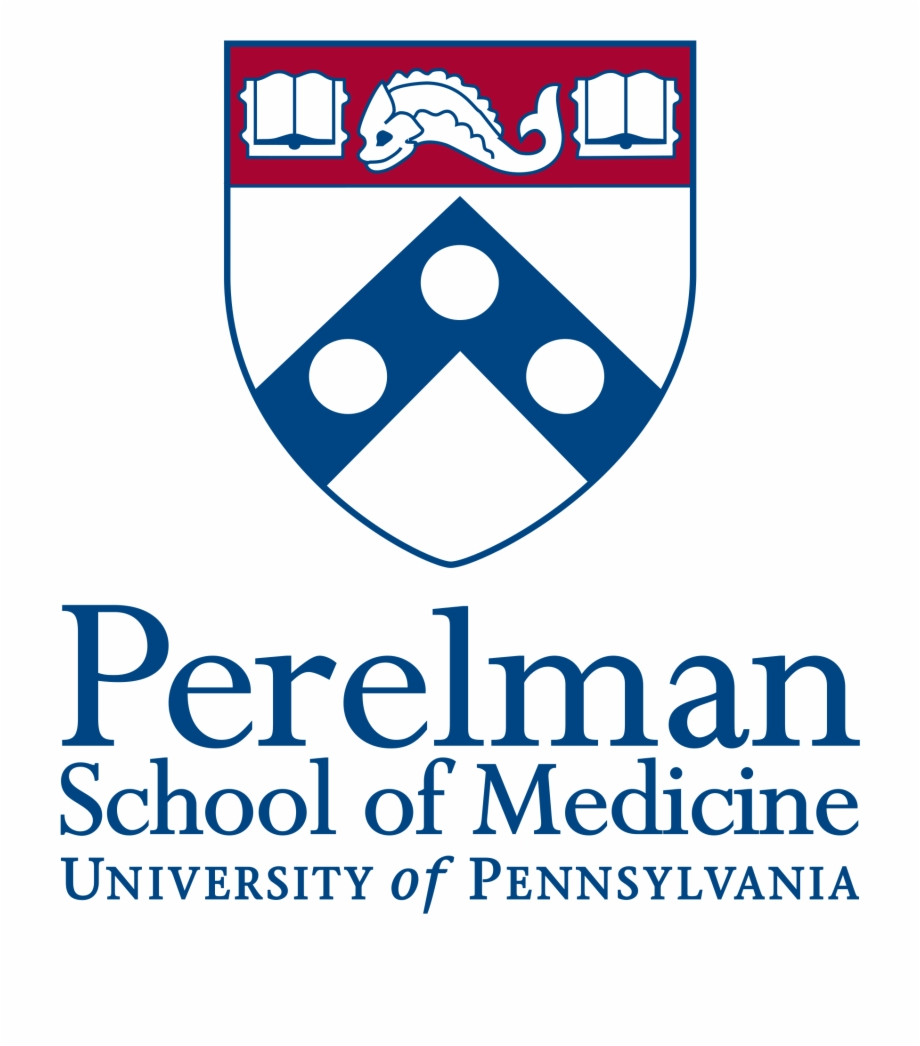 Perelman
School of Medicine
University of Pennsylvania